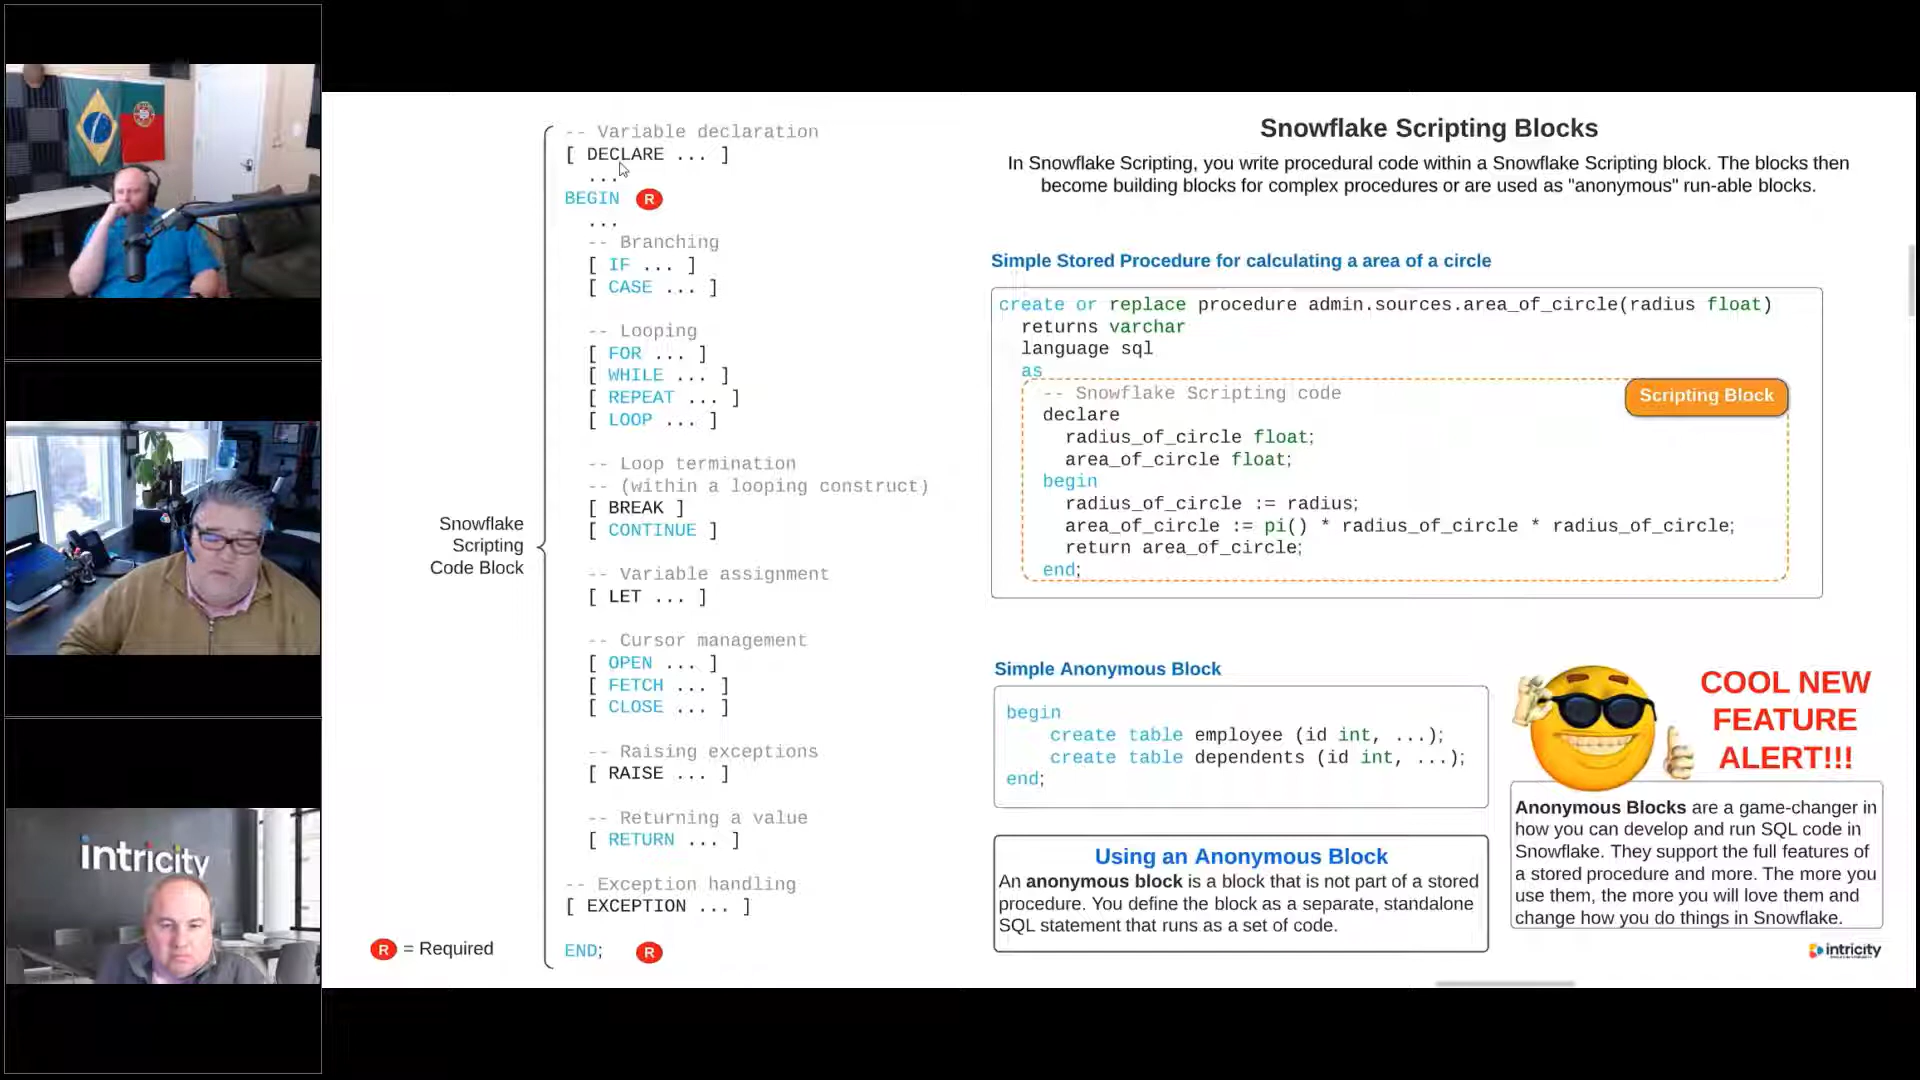 intricity
-- Variable declaration
[ DECLARE ... ]
...
BEGIN R
...
-- Branching
[ IF ... ]
[ CASE ... ]
-- Looping
[ FOR ... ]
[ WHILE ... ]
[ REPEAT ... ]
[ LOOP ... ]
-- Loop termination
-- (within a looping construct)
[ BREAK ]
[ CONTINUE ]
-- Variable assignment
[ LET ... ]
-- Cursor management
[ OPEN ... ]
[ FETCH ... ]
[ CLOSE ... ]
-- Raising exceptions
[ RAISE ... ]
-- Returning a value
[ RETURN ... ]
-- Exception handling
[ EXCEPTION ... ]
END; R
Snowflake
Scripting
Code Block
R = Required
Snowflake Scripting Blocks
In Snowflake Scripting, you write procedural code within a Snowflake Scripting block. The blocks then
become building blocks for complex procedures or are used as "anonymous" run-able blocks.
Simple Stored Procedure for calculating a area of a circle
create or replace procedure admin.sources.area_of_circle(radius float)
returns varchar
language sql
as
-- Snowflake Scripting code
Scripting Block
declare
radius_of_circle float;
area_of_circle float;
begin
radius_of_circle := radius;
area_of_circle := pi() * radius_of_circle * radius_of_circle;
return area_of_circle;
end;
Simple Anonymous Block
begin
create table employee (id int, ...);
create table dependents (id int, ...);
end;
Using an Anonymous Block
An anonymous block is a block that is not part of a stored
procedure. You define the block as a separate, standalone
SQL statement that runs as a set of code.
COOL NEW
FEATURE
ALERT!!!
Anonymous Blocks are a game-changer in
how you can develop and run SQL code in
Snowflake. They support the full features of
a stored procedure and more. The more you
use them, the more you will love them and
change how you do things in Snowflake.
intricity